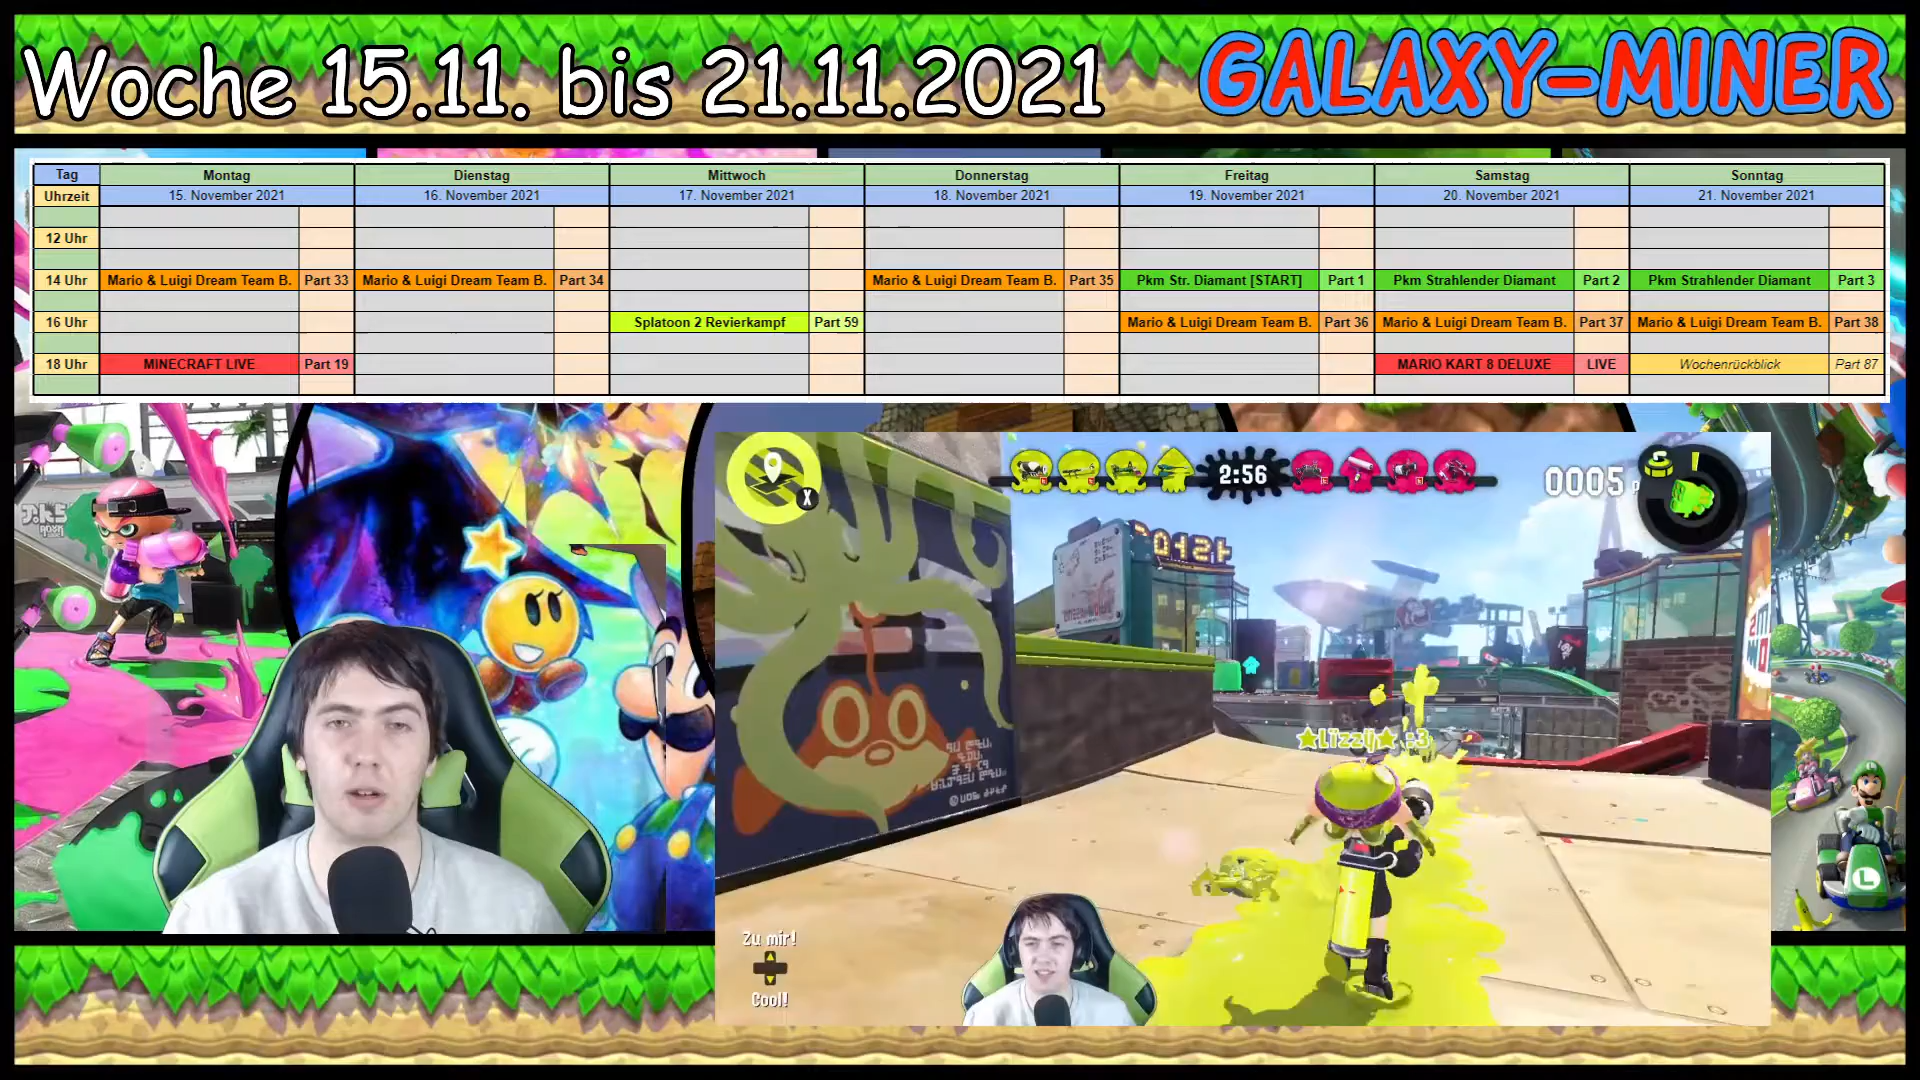 Woche 15.11. bis 21.11.2021
GALAXY-MINER
Tag Montag Dienstag Mittwoch Donnerstag Freitag Samstag Sonntag
Uhrzeit 15. November 2021 16. November 2021 17. November 2021 18. November 2021 19. November 2021 20. November 2021 21. November 2021
12 Uhr
14 Uhr Mario & Luigi Dream Team B. Part 33 Mario & Luigi Dream Team B. Part 34 Mario & Luigi Dream Team B. Part 35 Pkm Str. Diamant [START] Part 1 Pkm Strahlender Diamant Part 2 Pkm Strahlender Diamant Part 3
16 Uhr Splatoon 2 Revierkampf Part 59 Mario & Luigi Dream Team B. Part 36 Mario & Luigi Dream Team B. Part 37 Mario & Luigi Dream Team B. Part 38
18 Uhr MINECRAFT LIVE Part 19 MARIO KART 8 DELUXE LIVE Wochenrückblick Part 87
X
2:56
0005
★Lizzy★ :3
Zu mir!
Cool!
L